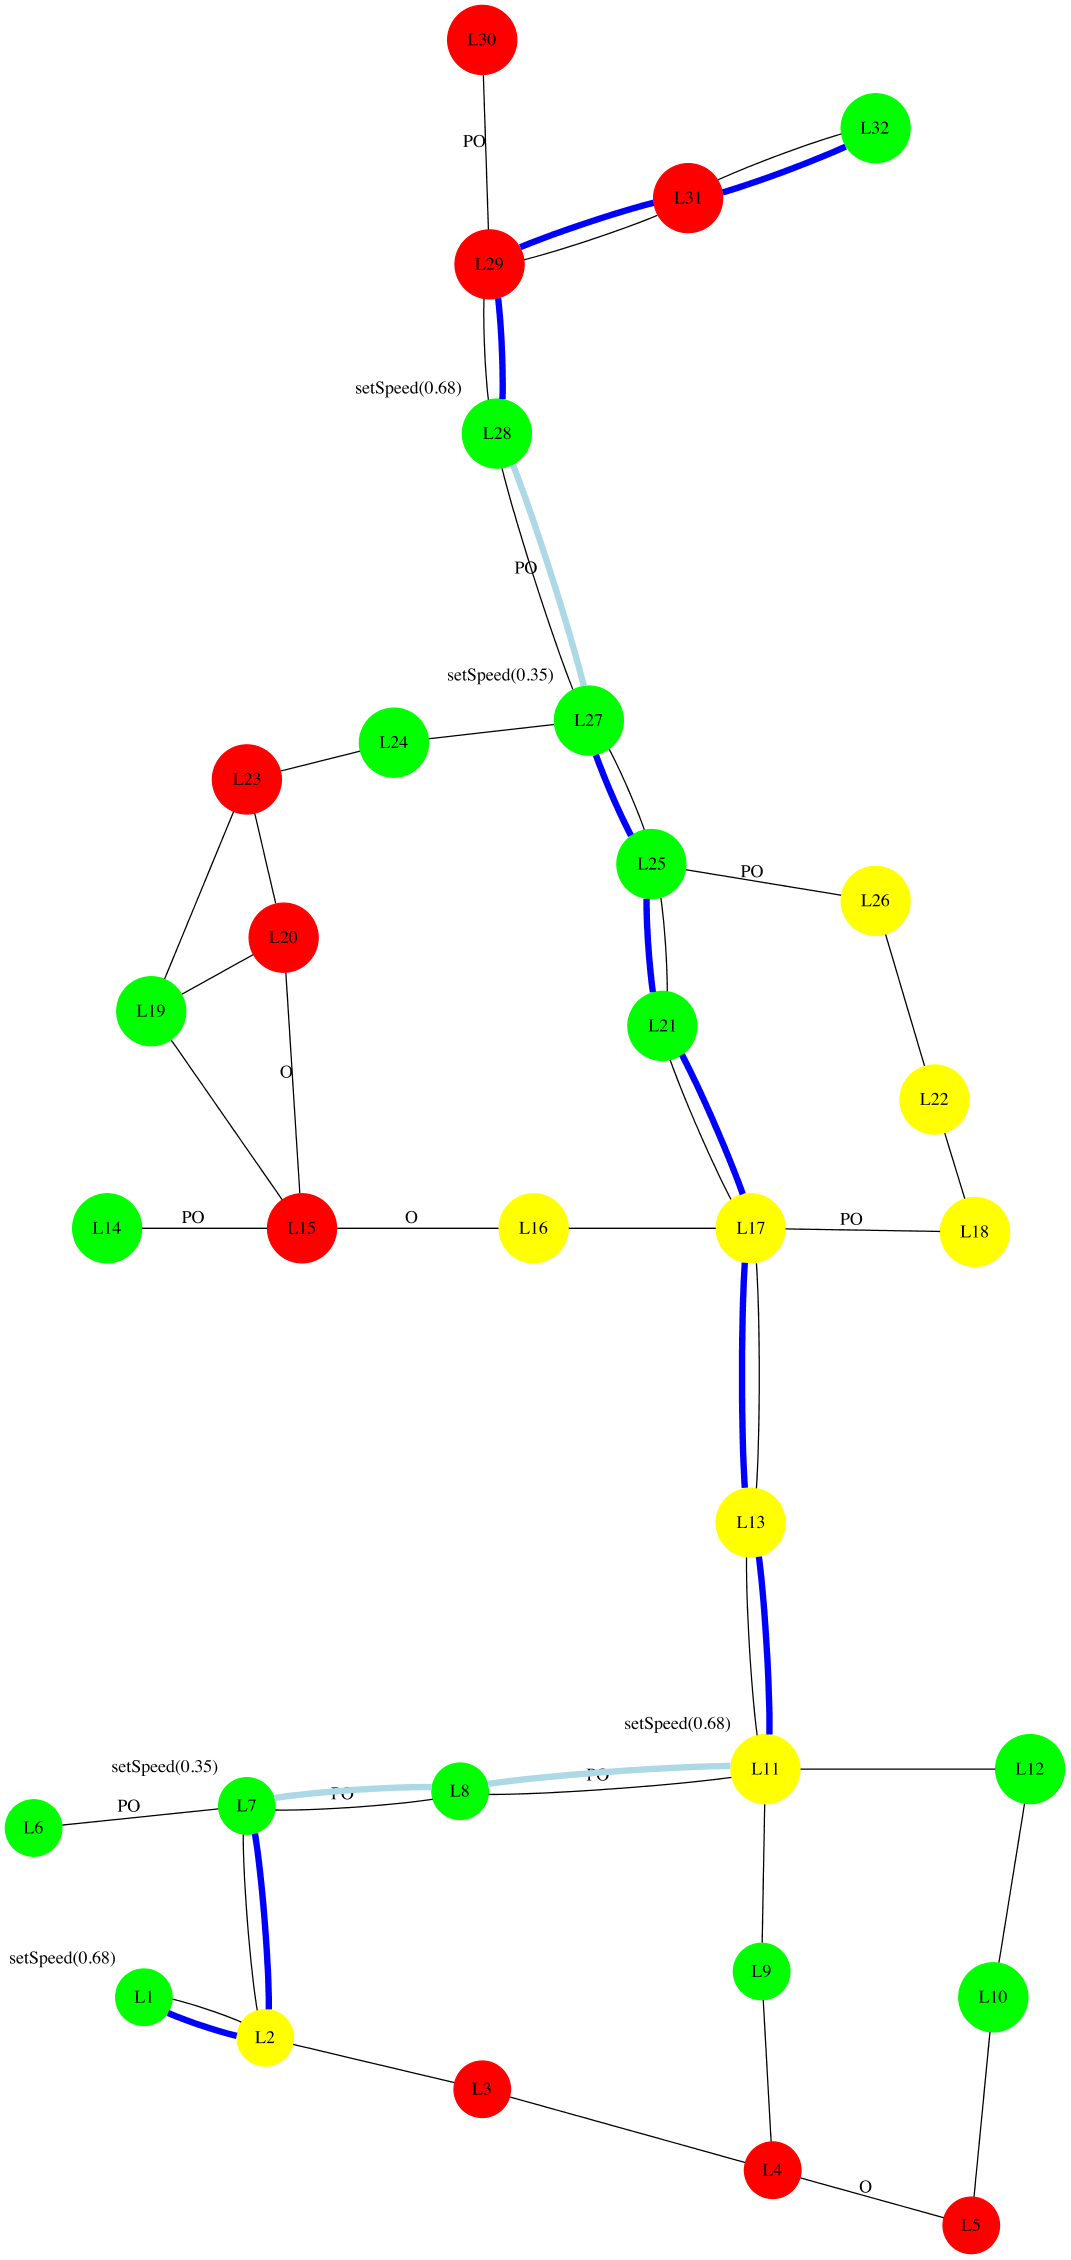 L30
L32
PO
L31
L29
setSpeed(0.68)
L28
PO
setSpeed(0.35)
L27
L24
L23
L25
PO
L26
L20
L19
L21
O
L22
L14
PO
L15
O
L16
L17
PO
L18
L13
setSpeed(0.68)
setSpeed(0.35)
L11
L12
L6
PO
L7
PO
L8
PO
setSpeed(0.68)
L9
L1
L10
L2
L3
L4
O
L5